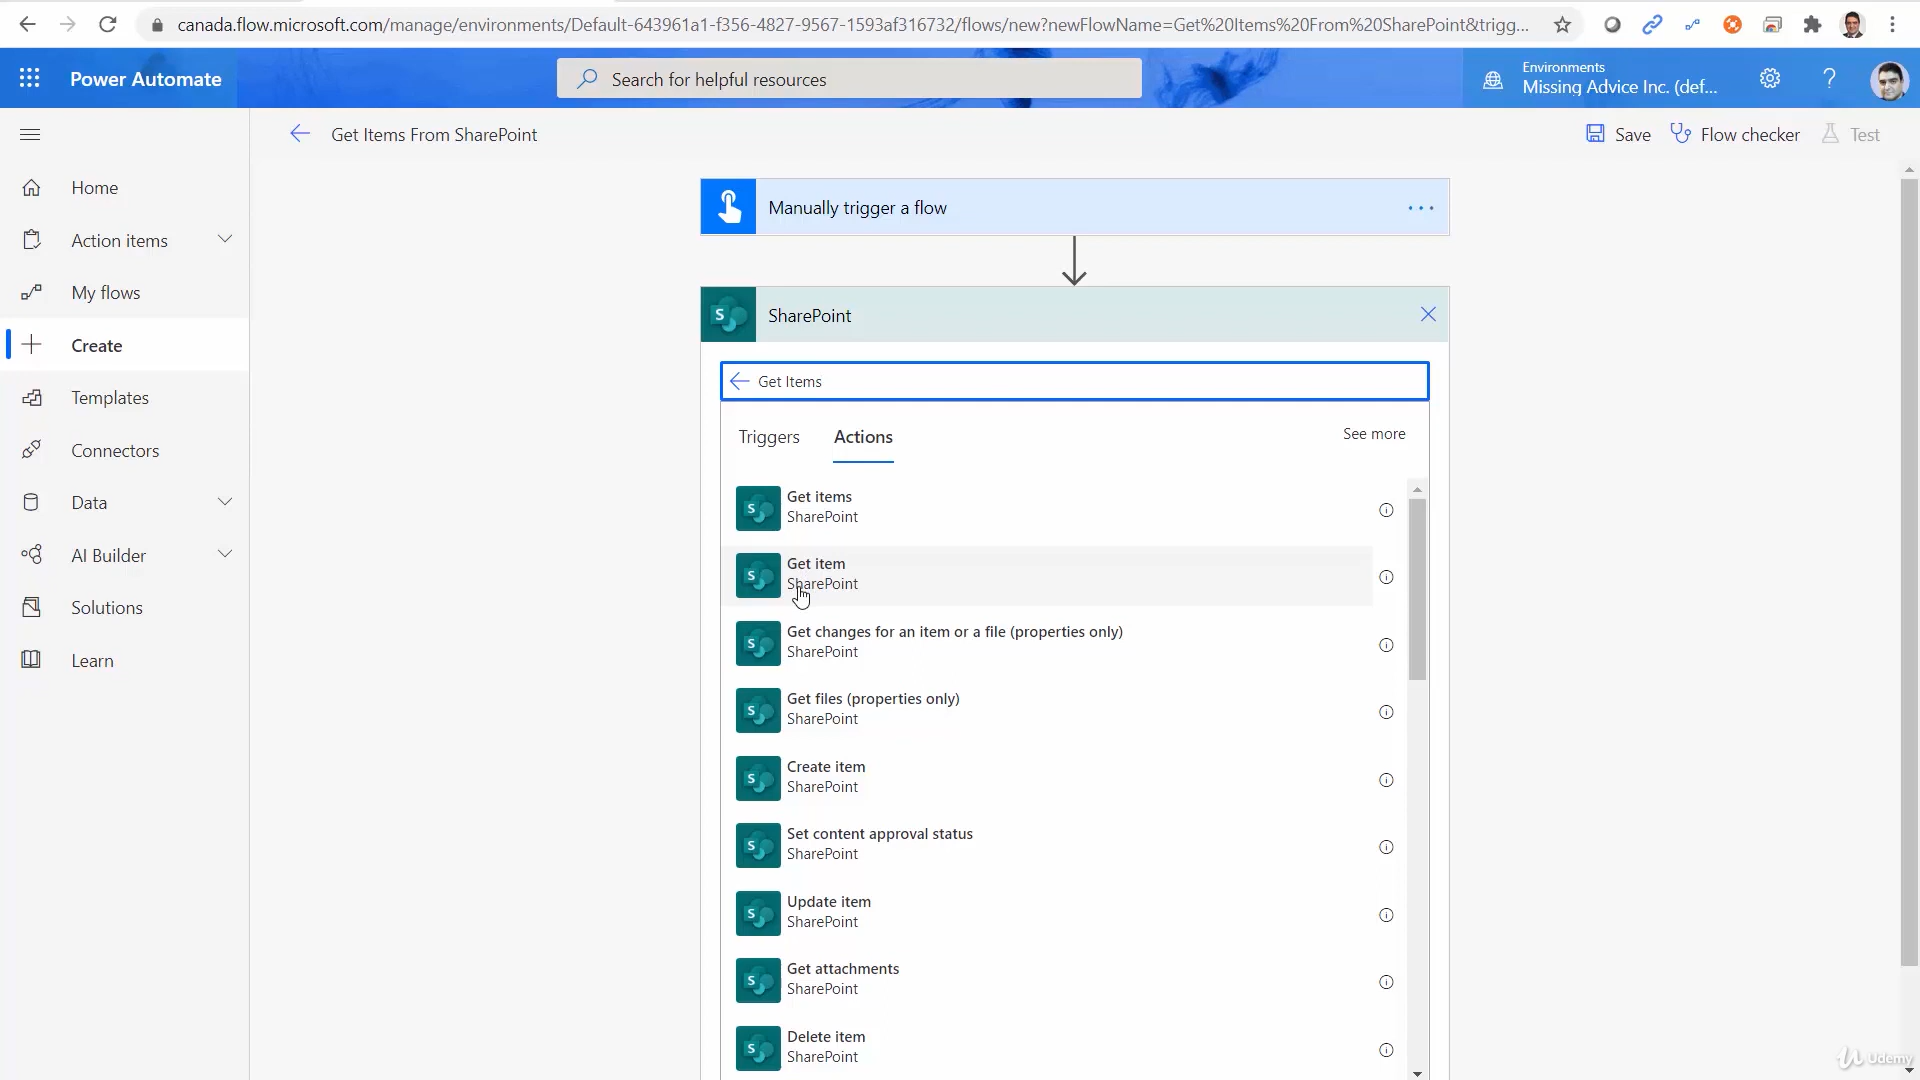 canada.flow.microsoft.com/manage/environments/Default-643961a1-f356-4827-9567-1593af316732/flows/new?newFlowName=Get%20Items%20From%20SharePoint&trigg...
Power Automate
Search for helpful resources
Environments
Missing Advice Inc. (def...
?
Get Items From SharePoint
Save
Flow checker
Test
Home
Action items
My flows
Create
Templates
Connectors
Data
AI Builder
Solutions
Learn
Manually trigger a flow
SharePoint
Get Items
Triggers
Actions
See more
Get items
SharePoint
Get item
SharePoint
Get changes for an item or a file (properties only)
SharePoint
Get files (properties only)
SharePoint
Create item
SharePoint
Set content approval status
SharePoint
Update item
SharePoint
Get attachments
SharePoint
Delete item
SharePoint
Udemy